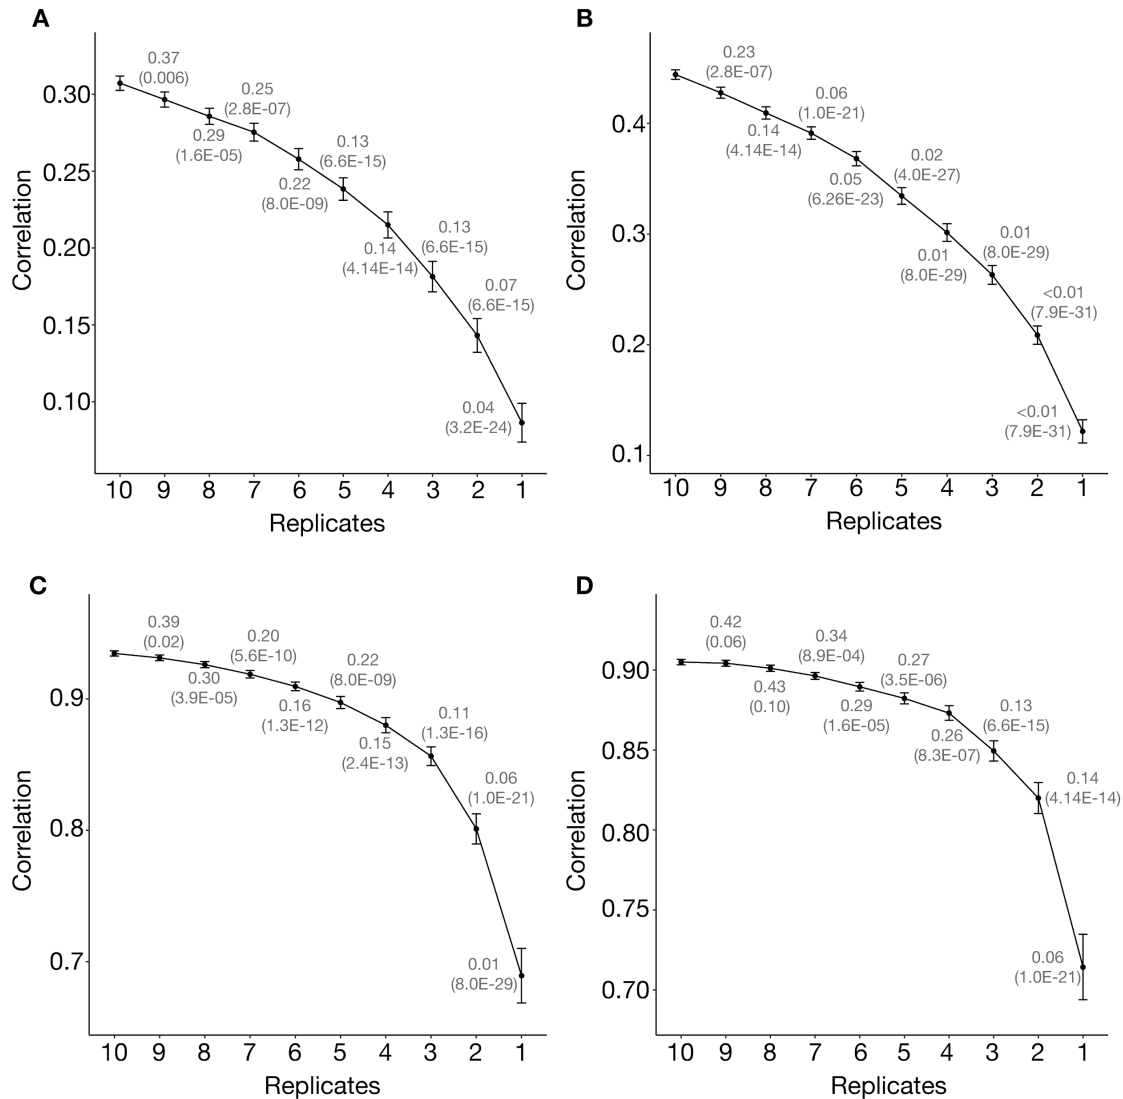 A
Correlation
0.30
0.25
0.20
0.15
0.10
0.37
(0.006)
0.29
(1.6E-05)
0.25
(2.8E-07)
0.22
(8.0E-09)
0.13
(6.6E-15)
0.14
(4.14E-14)
0.13
(6.6E-15)
0.07
(6.6E-15)
0.04
(3.2E-24)
10 9 8 7 6 5 4 3 2 1
Replicates
B
Correlation
0.4
0.3
0.2
0.1
0.23
(2.8E-07)
0.14
(4.14E-14)
0.06
(1.0E-21)
0.05
(6.26E-23)
0.02
(4.0E-27)
0.01
(8.0E-29)
0.01
(8.0E-29)
<0.01
(7.9E-31)
<0.01
(7.9E-31)
10 9 8 7 6 5 4 3 2 1
Replicates
C
Correlation
0.9
0.8
0.7
0.39
(0.02)
0.30
(3.9E-05)
0.20
(5.6E-10)
0.16
(1.3E-12)
0.22
(8.0E-09)
0.15
(2.4E-13)
0.11
(1.3E-16)
0.06
(1.0E-21)
0.01
(8.0E-29)
10 9 8 7 6 5 4 3 2 1
Replicates
D
Correlation
0.90
0.85
0.80
0.75
0.70
0.42
(0.06)
0.43
(0.10)
0.34
(8.9E-04)
0.29
(1.6E-05)
0.27
(3.5E-06)
0.26
(8.3E-07)
0.13
(6.6E-15)
0.14
(4.14E-14)
0.06
(1.0E-21)
10 9 8 7 6 5 4 3 2 1
Replicates